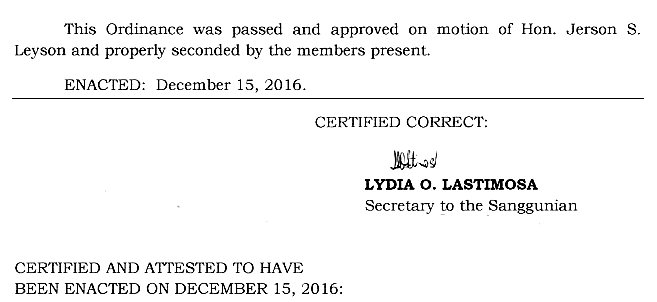 This Ordinance was passed and approved on motion of Hon. Jerson S.
Leyson and properly seconded by the members present.
ENACTED: December 15, 2016.
CERTIFIED CORRECT:
LYDIA O. LASTIMOSA
Secretary to the Sanggunian
CERTIFIED AND ATTESTED TO HAVE
BEEN ENACTED ON DECEMBER 15, 2016: